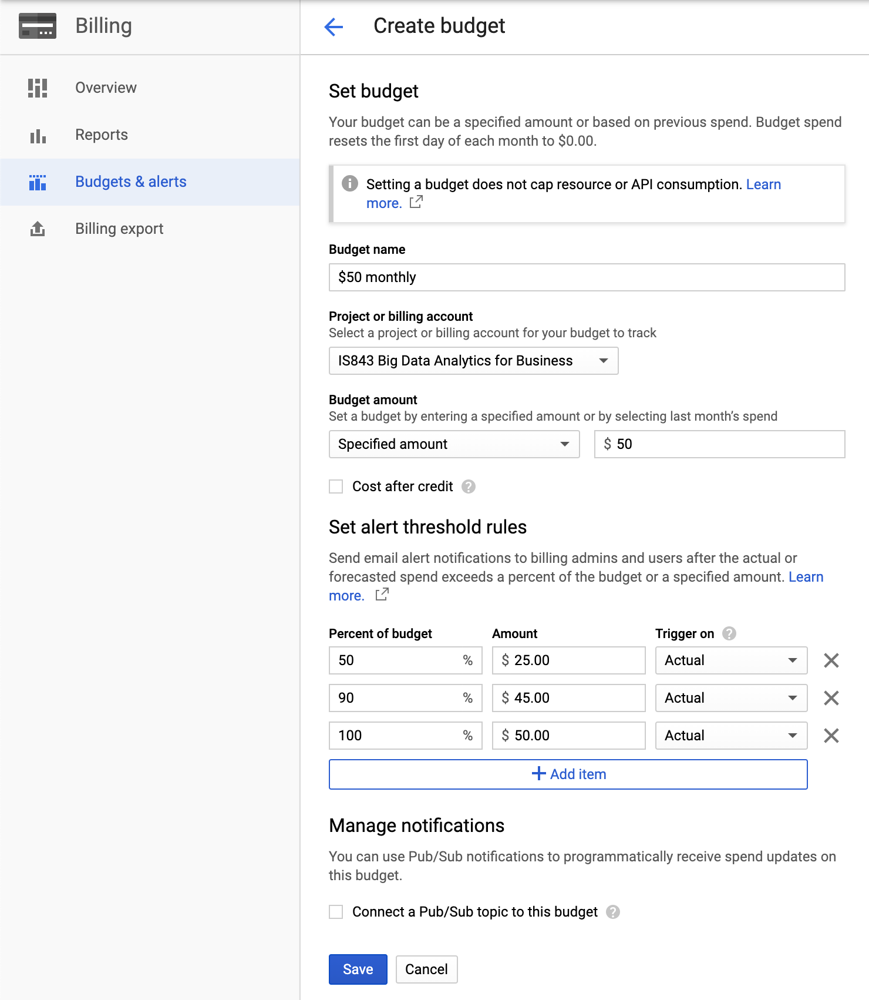 Billing
Create budget
Overview
Reports
Budgets & alerts
Billing export
Set budget
Your budget can be a specified amount or based on previous spend. Budget spend
resets the first day of each month to $0.00.
Setting a budget does not cap resource or API consumption. Learn
more.
Budget name
$50 monthly
Project or billing account
Select a project or billing account for your budget to track
IS843 Big Data Analytics for Business
Budget amount
Set a budget by entering a specified amount or by selecting last month’s spend
Specified amount $ 50
Cost after credit ?
Set alert threshold rules
Send email alert notifications to billing admins and users after the actual or
forecasted spend exceeds a percent of the budget or a specified amount. Learn
more.
Percent of budget Amount Trigger on ?
50 % $ 25.00 Actual
90 % $ 45.00 Actual
100 % $ 50.00 Actual
+ Add item
Manage notifications
You can use Pub/Sub notifications to programmatically receive spend updates on
this budget.
Connect a Pub/Sub topic to this budget ?
Save Cancel